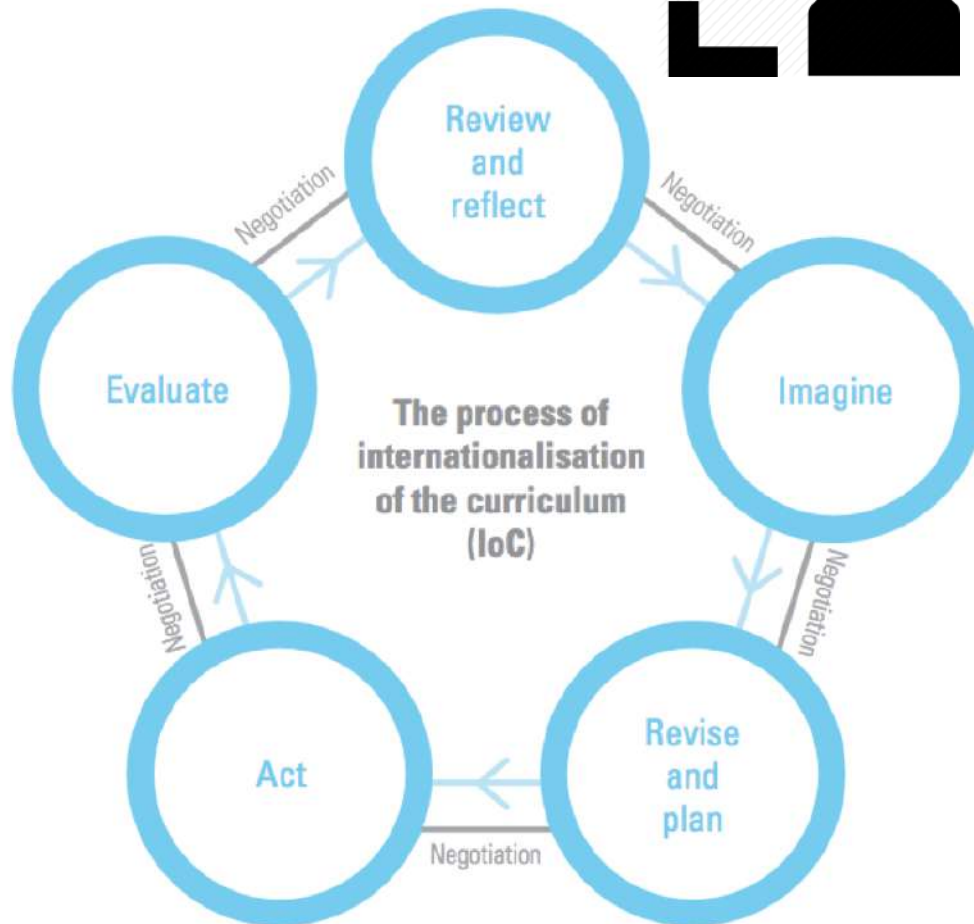 Review
and
reflect
Negotiation
Negotiation
Evaluate
Imagine
The process of
internationalisation
of the curriculum
(IoC)
Negotiation
Negotiation
Act
Revise
and
plan
Negotiation